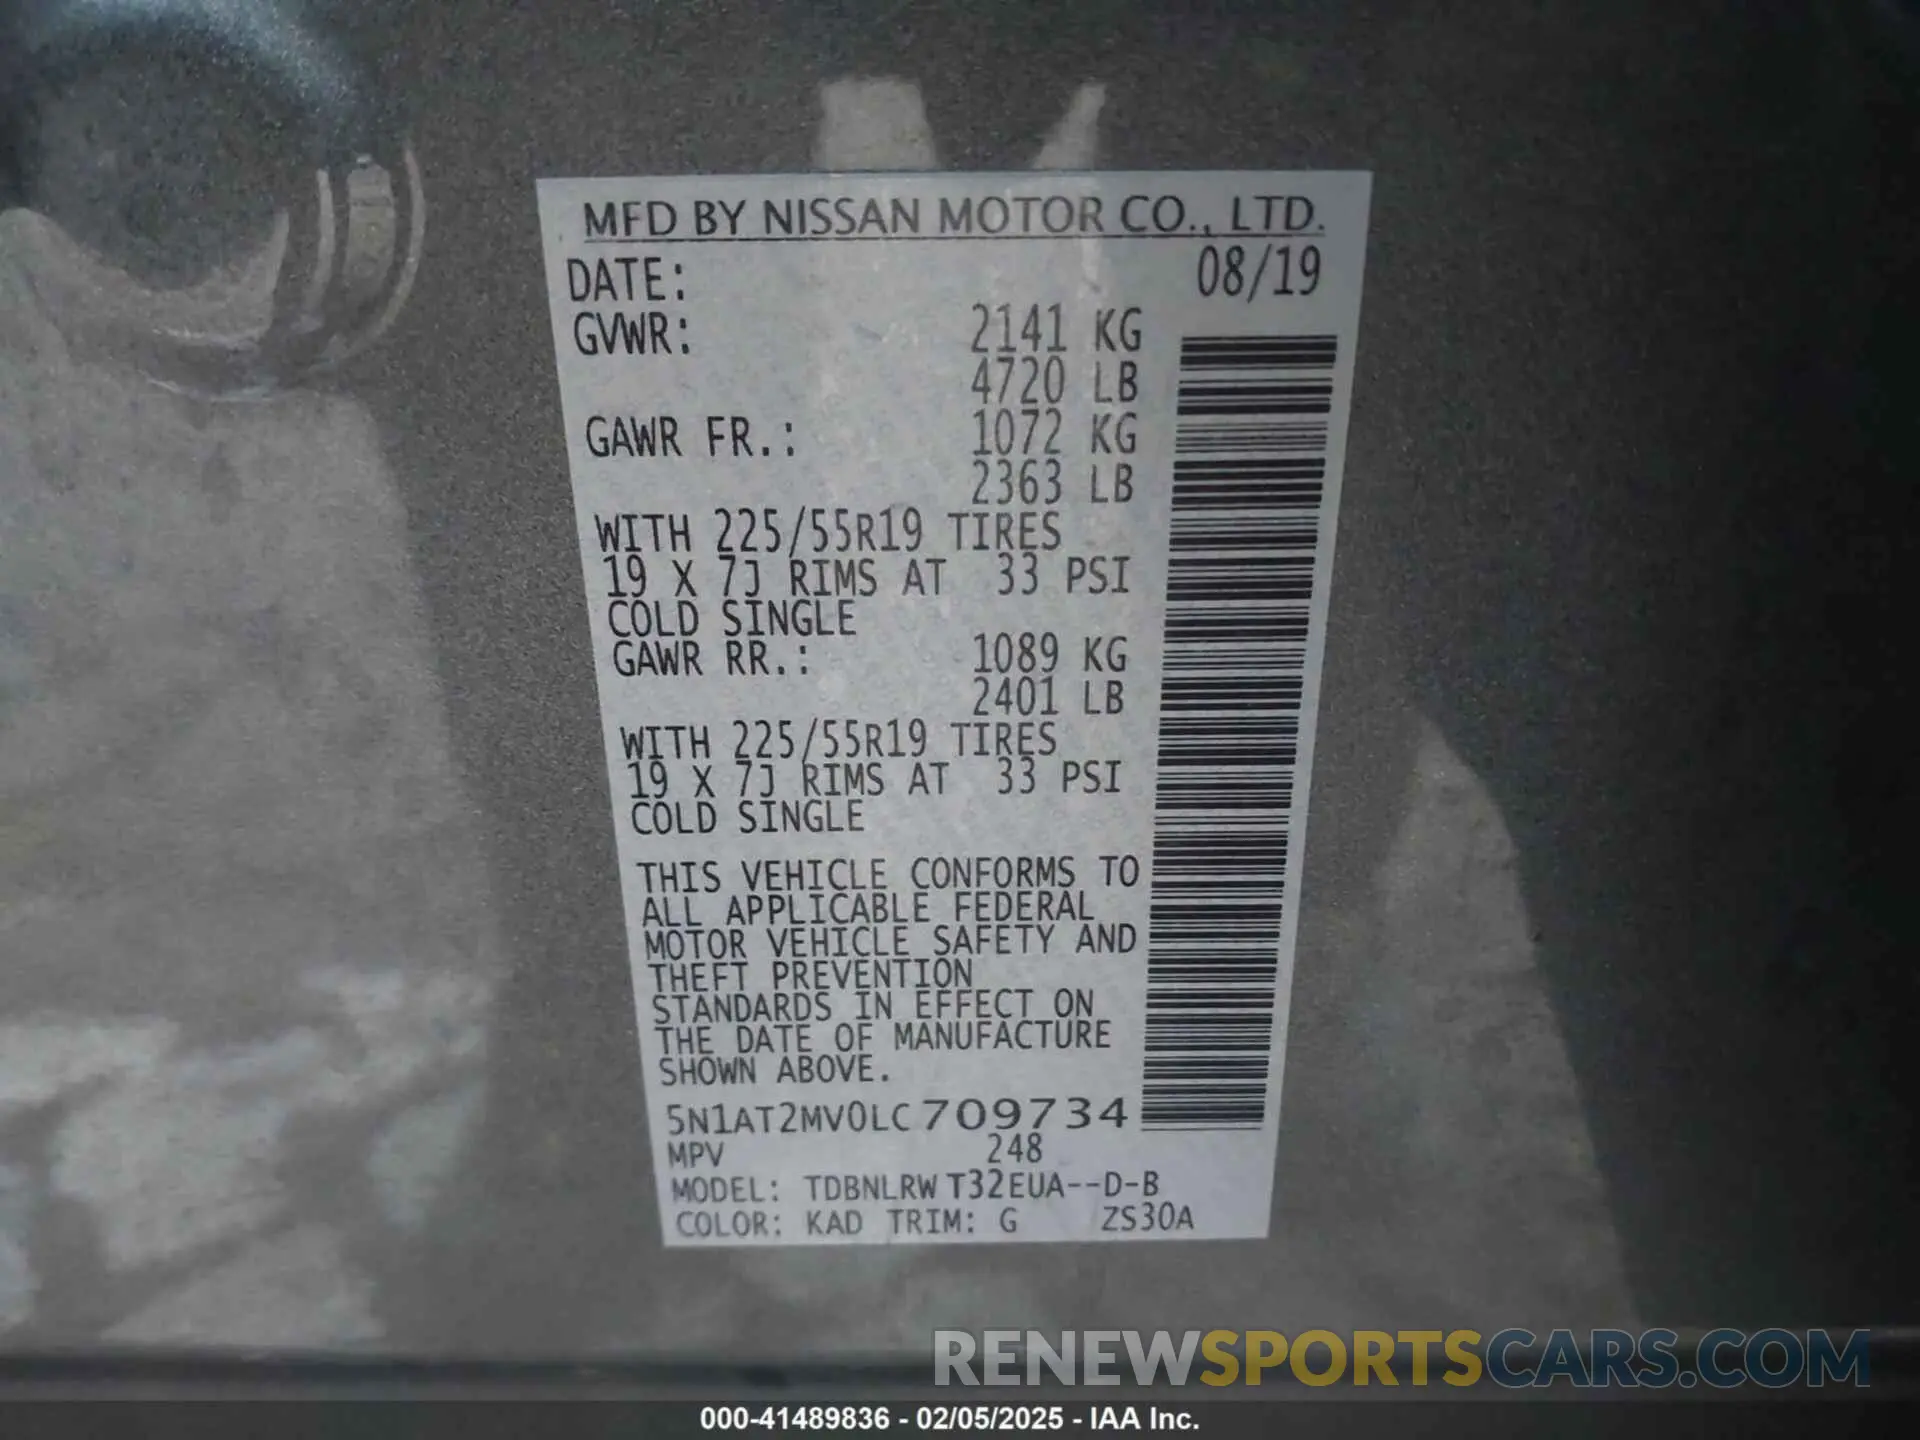 MFD BY NISSAN MOTOR CO., LTD.
DATE: 08/19
GVWR: 2141 KG
4720 LB
GAWR FR.: 1072 KG
2363 LB
WITH 225/55R19 TIRES
19 X 7J RIMS AT 33 PSI
COLD SINGLE
GAWR RR.: 1089 KG
2401 LB
WITH 225/55R19 TIRES
19 X 7J RIMS AT 33 PSI
COLD SINGLE
THIS VEHICLE CONFORMS TO
ALL APPLICABLE FEDERAL
MOTOR VEHICLE SAFETY AND
THEFT PREVENTION
STANDARDS IN EFFECT ON
THE DATE OF MANUFACTURE
SHOWN ABOVE.
5N1AT2MV0LC709734
MPV 248
MODEL: TDBNLRW T32EUA--D-B
COLOR: KAD TRIM: G ZS30A
RENEWSPORTSCARS.COM
000-41489836 - 02/05/2025 - IAA Inc.